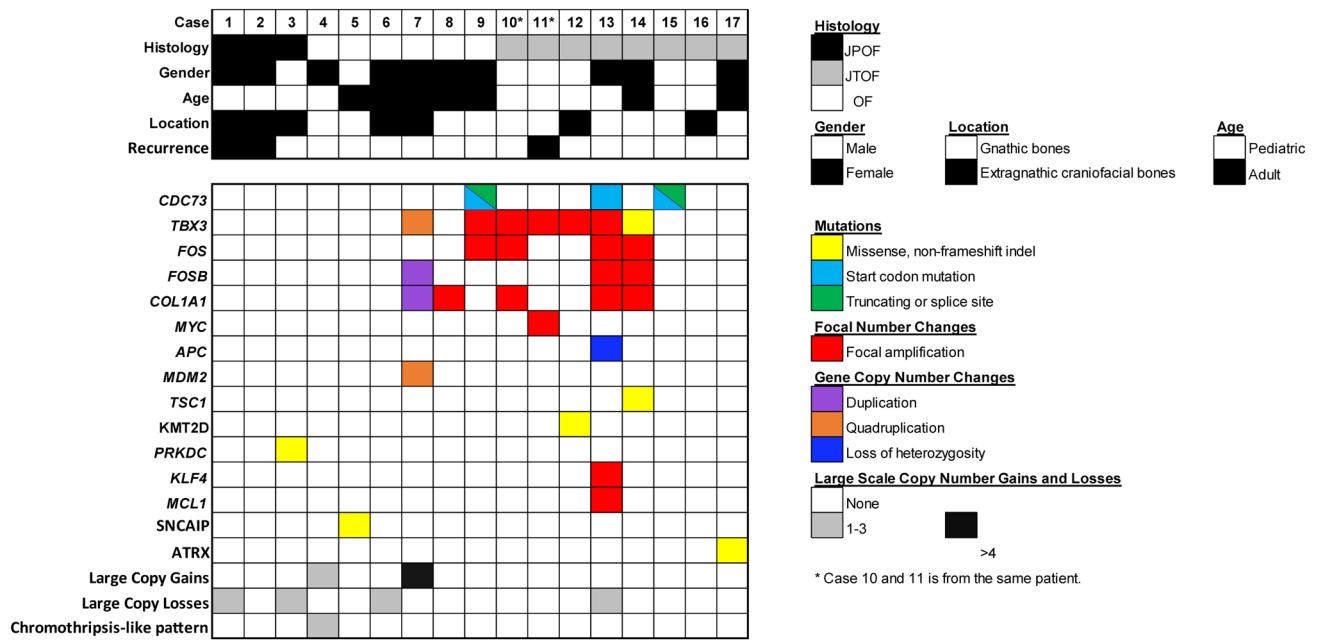 Case 1 2 3 4 5 6 7 8 9 10* 11* 12 13 14 15 16 17
Histology
Gender
Age
Location
Recurrence
CDC73
TBX3
FOS
FOSB
COL1A1
MYC
APC
MDM2
TSC1
KMT2D
PRKDC
KLF4
MCL1
SNCAIP
ATRX
Large Copy Gains
Large Copy Losses
Chromothripsis-like pattern
Histology
JPOF
JTOF
OF
Gender Location Age
Male Gnathic bones Pediatric
Female Extragnathic craniofacial bones Adult
Mutations
Missense, non-frameshift indel
Start codon mutation
Truncating or splice site
Focal Number Changes
Focal amplification
Gene Copy Number Changes
Duplication
Quadruplication
Loss of heterozygosity
Large Scale Copy Number Gains and Losses
None
1-3
>4
* Case 10 and 11 is from the same patient.